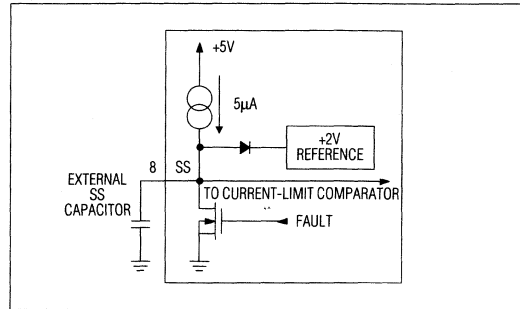 +5V
5µA
+2V
REFERENCE
8 SS
EXTERNAL
SS
CAPACITOR
TO CURRENT-LIMIT COMPARATOR
FAULT